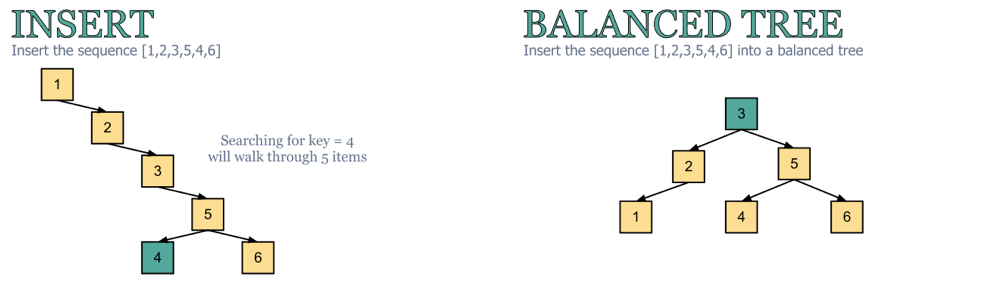 INSERT
Insert the sequence [1,2,3,5,4,6]
1
2
Searching for key = 4
will walk through 5 items
3
5
4
6
BALANCED TREE
Insert the sequence [1,2,3,5,4,6] into a balanced tree
3
2
5
1
4
6